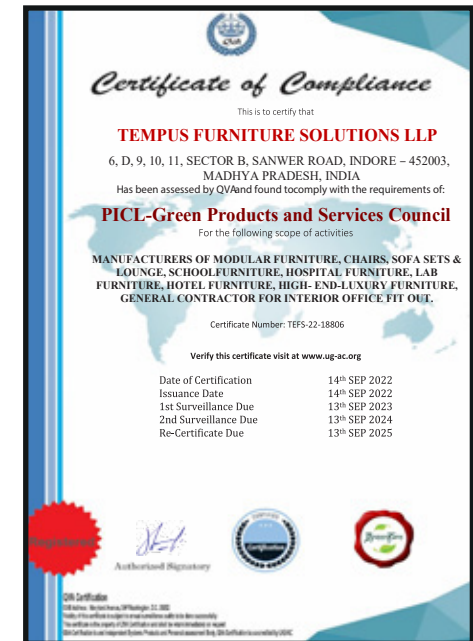 QVA
Certificate of Compliance
This is to certify that
TEMPUS FURNITURE SOLUTIONS LLP
6, D, 9, 10, 11, SECTOR B, SANWER ROAD, INDORE – 452003,
MADHYA PRADESH, INDIA
Has been assessed by QVAand found tocomply with the requirements of:
PICL-Green Products and Services Council
For the following scope of activities
MANUFACTURERS OF MODULAR FURNITURE, CHAIRS, SOFA SETS &
LOUNGE, SCHOOLFURNITURE, HOSPITAL FURNITURE, LAB
FURNITURE, HOTEL FURNITURE, HIGH- END-LUXURY FURNITURE,
GENERAL CONTRACTOR FOR INTERIOR OFFICE FIT OUT.
Certificate Number: TEFS-22-18806
Verify this certificate visit at www.ug-ac.org
Date of Certification 14th SEP 2022
Issuance Date 14th SEP 2022
1st Surveillance Due 13th SEP 2023
2nd Surveillance Due 13th SEP 2024
Re-Certificate Due 13th SEP 2025
Registered
Authorized Signatory
Certification
QVA Certification